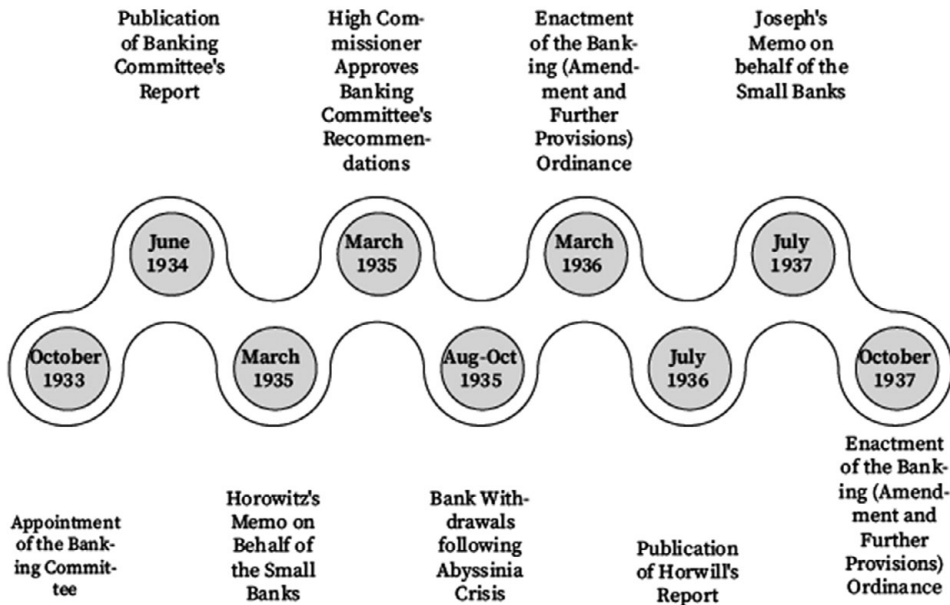 Publication
of Banking
Committee's
Report
High Com-
missioner
Approves
Banking
Committee's
Recommen-
dations
Enactment
of the Bank-
ing (Amend-
ment and
Further
Provisions)
Ordinance
Joseph's
Memo on
behalf of the
Small Banks
June
1934
March
1935
March
1936
July
1937
October
1933
March
1935
Aug-Oct
1935
July
1936
October
1937
Appointment
of the Bank-
ing Commit-
tee
Horowitz's
Memo on
Behalf of
the Small
Banks
Bank With-
drawals
following
Abyssinia
Crisis
Publication
of Horwill's
Report
Enactment
of the Bank-
ing (Amend-
ment and
Further
Provisions)
Ordinance